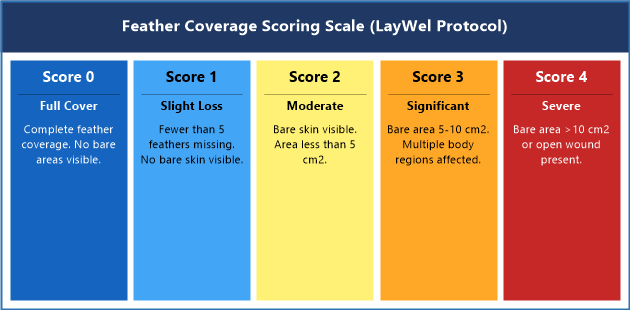 Feather Coverage Scoring Scale (LayWel Protocol)
Score 0
Full Cover
Complete feather
coverage. No bare
areas visible.
Score 1
Slight Loss
Fewer than 5
feathers missing.
No bare skin visible.
Score 2
Moderate
Bare skin visible.
Area less than 5
cm2.
Score 3
Significant
Bare area 5-10 cm2.
Multiple body
regions affected.
Score 4
Severe
Bare area >10 cm2
or open wound
present.